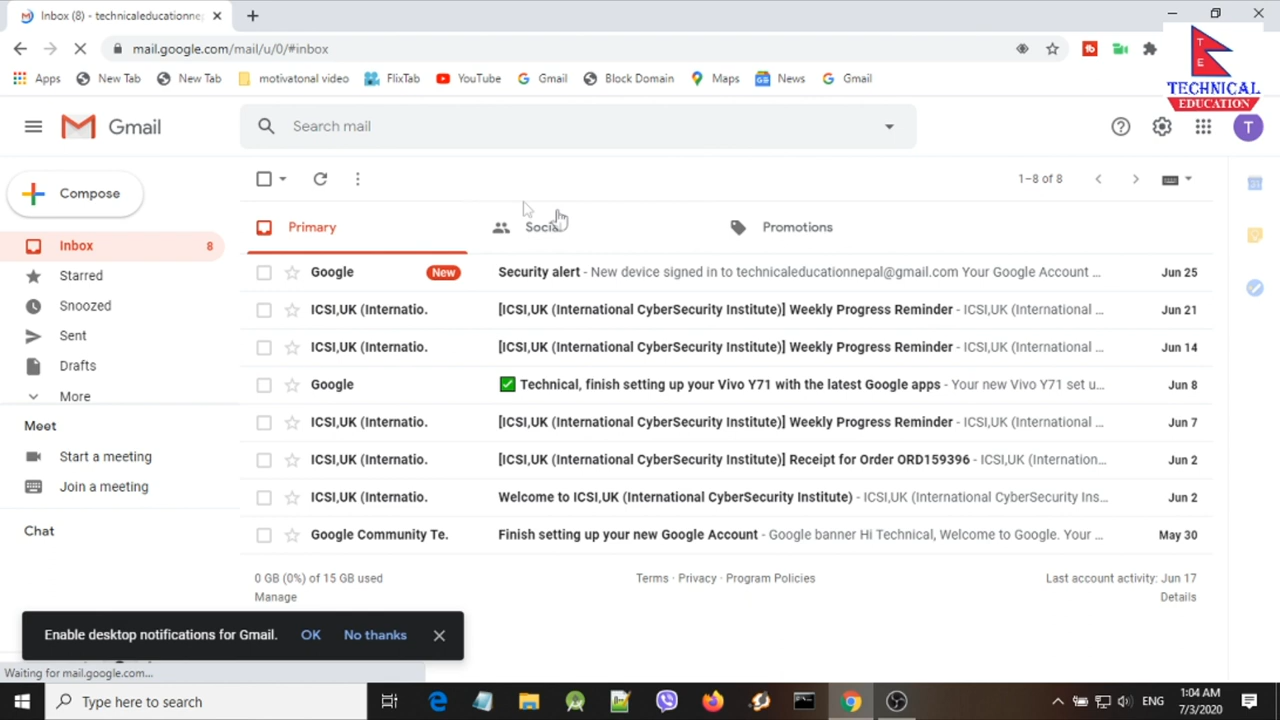 Inbox (8) - technicaleducationne
mail.google.com/mail/u/0/#inbox
Apps New Tab New Tab motivatonal video FlixTab YouTube Gmail Block Domain Maps News Gmail
T
E
TECHNICAL
EDUCATION
Gmail
Search mail
T
Compose
1–8 of 8
Primary
Social
Promotions
Inbox 8
Starred
Snoozed
Sent
Drafts
More
Meet
Start a meeting
Join a meeting
Chat
Google New Security alert - New device signed in to technicaleducationnepal@gmail.com Your Google Account ... Jun 25
ICSI,UK (Internatio. [ICSI,UK (International CyberSecurity Institute)] Weekly Progress Reminder - ICSI,UK (International ... Jun 21
ICSI,UK (Internatio. [ICSI,UK (International CyberSecurity Institute)] Weekly Progress Reminder - ICSI,UK (International ... Jun 14
Google ✅ Technical, finish setting up your Vivo Y71 with the latest Google apps - Your new Vivo Y71 set u... Jun 8
ICSI,UK (Internatio. [ICSI,UK (International CyberSecurity Institute)] Weekly Progress Reminder - ICSI,UK (International ... Jun 7
ICSI,UK (Internatio. [ICSI,UK (International CyberSecurity Institute)] Receipt for Order ORD159396 - ICSI,UK (Internation... Jun 2
ICSI,UK (Internatio. Welcome to ICSI,UK (International CyberSecurity Institute) - ICSI,UK (International CyberSecurity Ins... Jun 2
Google Community Te. Finish setting up your new Google Account - Google banner Hi Technical, Welcome to Google. Your ... May 30
0 GB (0%) of 15 GB used
Manage
Terms · Privacy · Program Policies
Last account activity: Jun 17
Details
Enable desktop notifications for Gmail. OK No thanks
Waiting for mail.google.com...
Type here to search
ENG
1:04 AM
7/3/2020